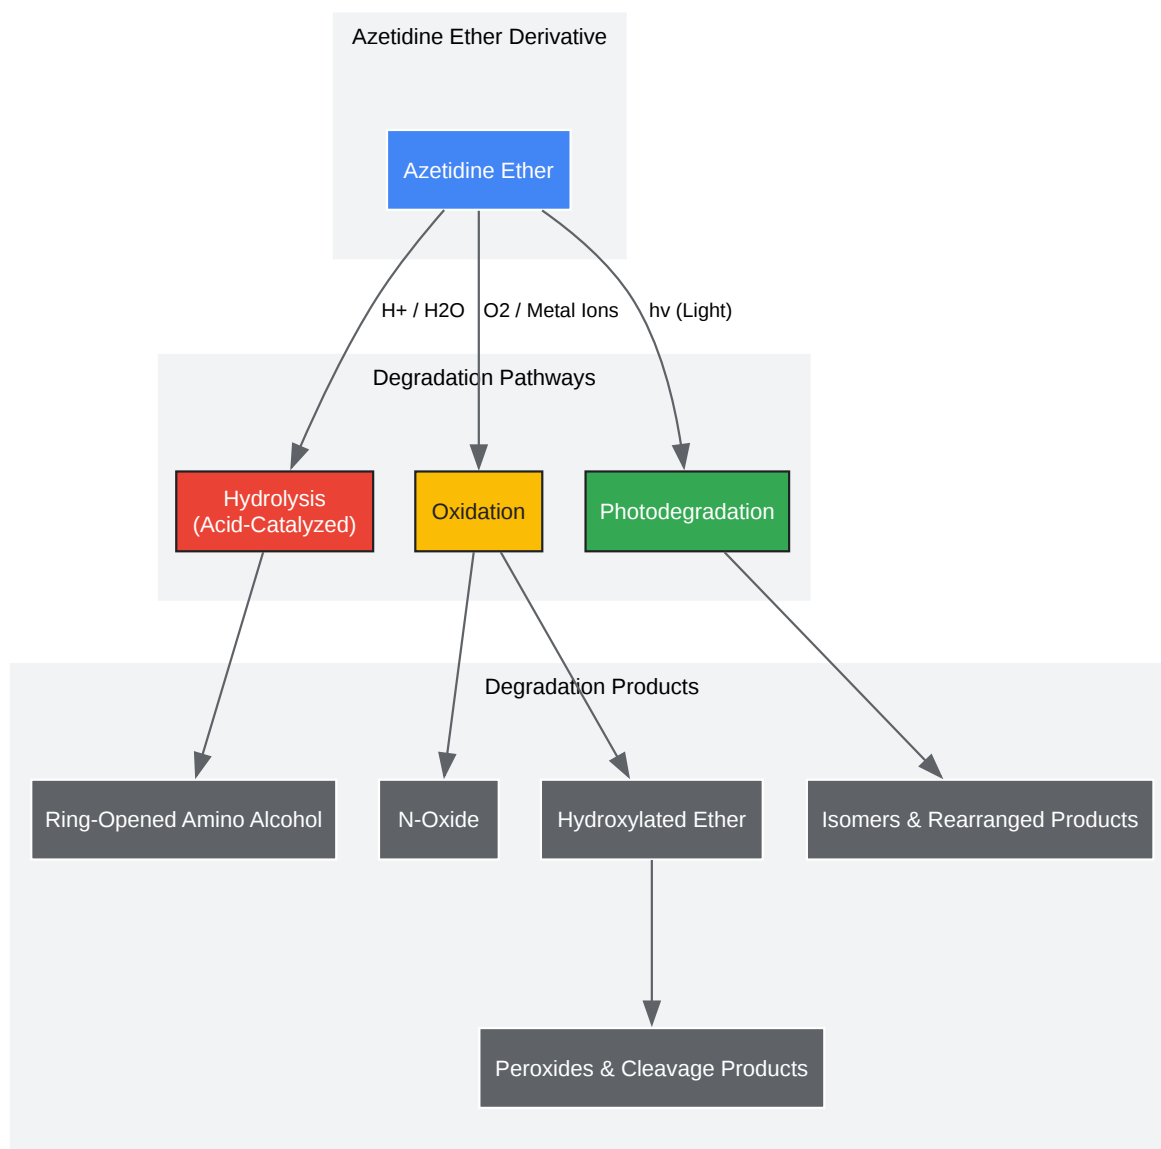 Azetidine Ether Derivative
Azetidine Ether
H+ / H2O
O2 / Metal Ions
hv (Light)
Degradation Pathways
Hydrolysis
(Acid-Catalyzed)
Oxidation
Photodegradation
Degradation Products
Ring-Opened Amino Alcohol
N-Oxide
Hydroxylated Ether
Isomers & Rearranged Products
Peroxides & Cleavage Products